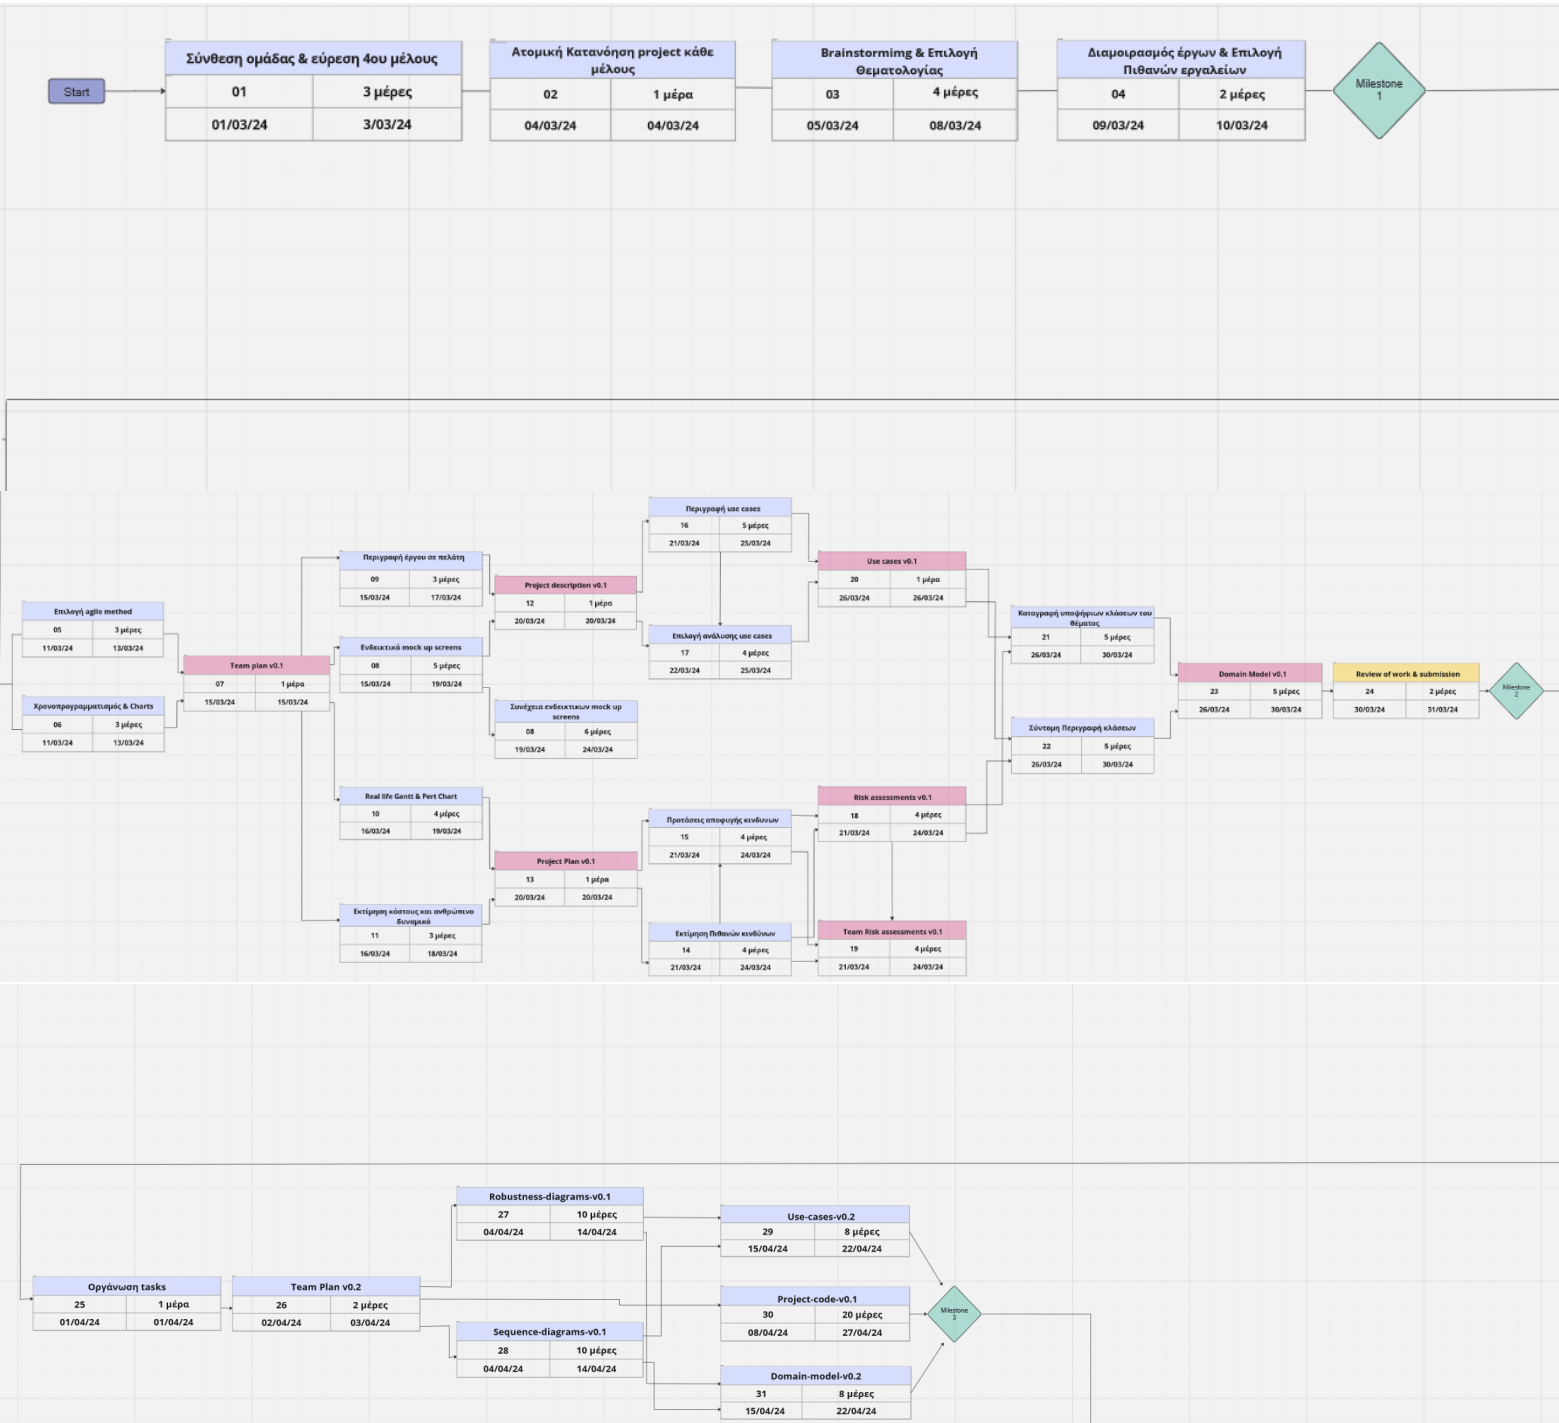 Start
Σύνθεση ομάδας & εύρεση 4ου μέλους
01 3 μέρες
01/03/24 3/03/24
Ατομική Κατανόηση project κάθε
μέλους
02 1 μέρα
04/03/24 04/03/24
Brainstormimg & Επιλογή
Θεματολογίας
03 4 μέρες
05/03/24 08/03/24
Διαμοιρασμός έργων & Επιλογή
Πιθανών εργαλείων
04 2 μέρες
09/03/24 10/03/24
Milestone
1
Επιλογή agile method
05 3 μέρες
11/03/24 13/03/24
Χρονοπρογραμματισμός & Charts
06 3 μέρες
11/03/24 13/03/24
Team plan v0.1
07 1 μέρα
15/03/24 15/03/24
Περιγραφή έργου σε πελάτη
09 3 μέρες
15/03/24 17/03/24
Ενδεικτικά mock up screens
08 5 μέρες
15/03/24 19/03/24
Real life Gantt & Pert Chart
10 4 μέρες
16/03/24 19/03/24
Εκτίμηση κόστους και ανθρώπινο
δυναμικό
11 3 μέρες
16/03/24 18/03/24
Project description v0.1
12 1 μέρα
20/03/24 20/03/24
Συνέχεια ενδεικτικων mock up
screens
08 6 μέρες
19/03/24 24/03/24
Project Plan v0.1
13 1 μέρα
20/03/24 20/03/24
Περιγραφή use cases
16 5 μέρες
21/03/24 25/03/24
Επιλογή ανάλυσης use cases
17 4 μέρες
22/03/24 25/03/24
Προτάσεις αποφυγής κινδυνων
15 4 μέρες
21/03/24 24/03/24
Εκτίμηση Πιθανών κινδύνων
14 4 μέρες
21/03/24 24/03/24
Use cases v0.1
20 1 μέρα
26/03/24 26/03/24
Risk assessments v0.1
18 4 μέρες
21/03/24 24/03/24
Team Risk assessments v0.1
19 4 μέρες
21/03/24 24/03/24
Καταγραφή υποψήφιων κλάσεων του
θέματος
21 5 μέρες
26/03/24 30/03/24
Σύντομη Περιγραφή κλάσεων
22 5 μέρες
26/03/24 30/03/24
Domain Model v0.1
23 5 μέρες
26/03/24 30/03/24
Review of work & submission
24 2 μέρες
30/03/24 31/03/24
Milestone
2
Οργάνωση tasks
25 1 μέρα
01/04/24 01/04/24
Team Plan v0.2
26 2 μέρες
02/04/24 03/04/24
Robustness-diagrams-v0.1
27 10 μέρες
04/04/24 14/04/24
Sequence-diagrams-v0.1
28 10 μέρες
04/04/24 14/04/24
Use-cases-v0.2
29 8 μέρες
15/04/24 22/04/24
Project-code-v0.1
30 20 μέρες
08/04/24 27/04/24
Domain-model-v0.2
31 8 μέρες
15/04/24 22/04/24
Milestone
3